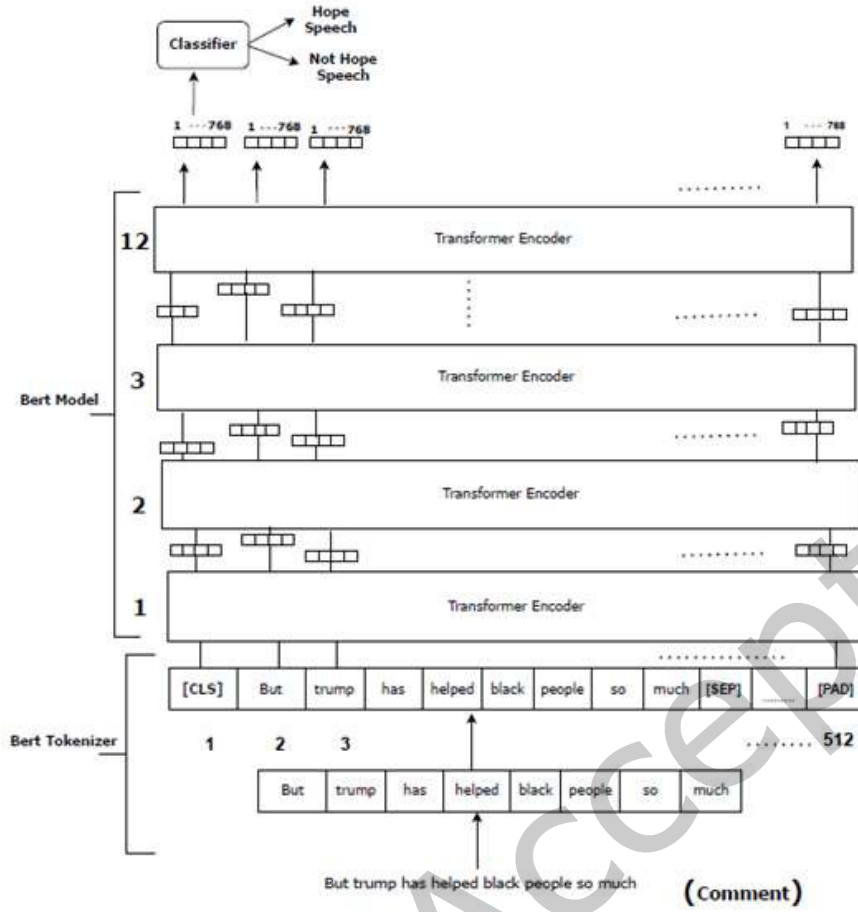 Hope
Speech
Classifier
Not Hope
Speech
1 ---768 1 ---768 1 ---768 1 --- 768
12 Transformer Encoder
3 Transformer Encoder
Bert Model
2 Transformer Encoder
1 Transformer Encoder
[CLS] But trump has helped black people so much [SEP] ........ [PAD]
Bert Tokenizer
1 2 3 ........ 512
But trump has helped black people so much
But trump has helped black people so much (Comment)
Accept